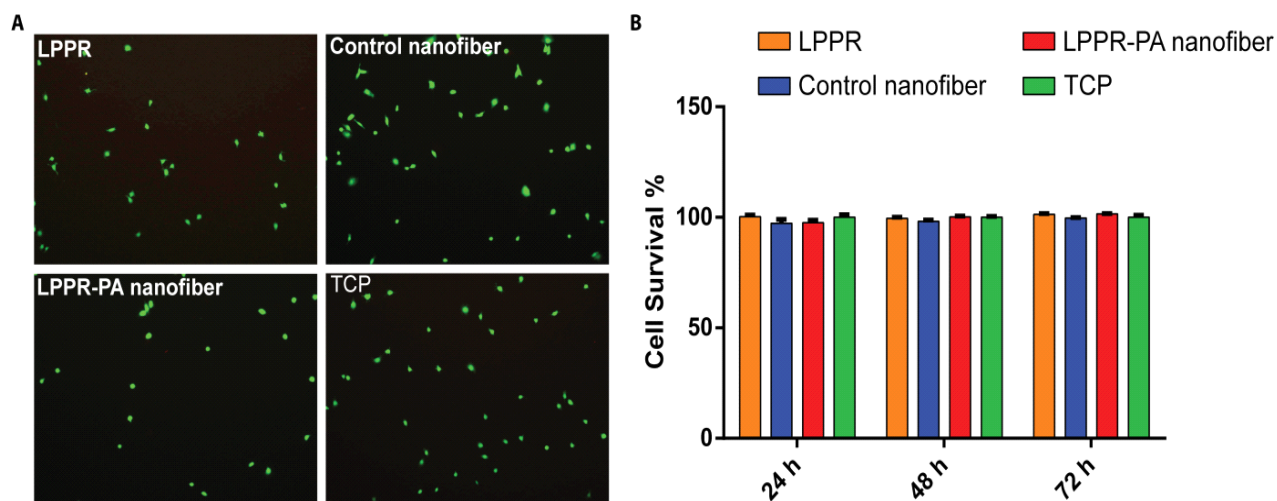 A
LPPR
Control nanofiber
LPPR-PA nanofiber
TCP
B
LPPR
LPPR-PA nanofiber
Control nanofiber
TCP
Cell Survival %
150
100
50
0
24 h
48 h
72 h